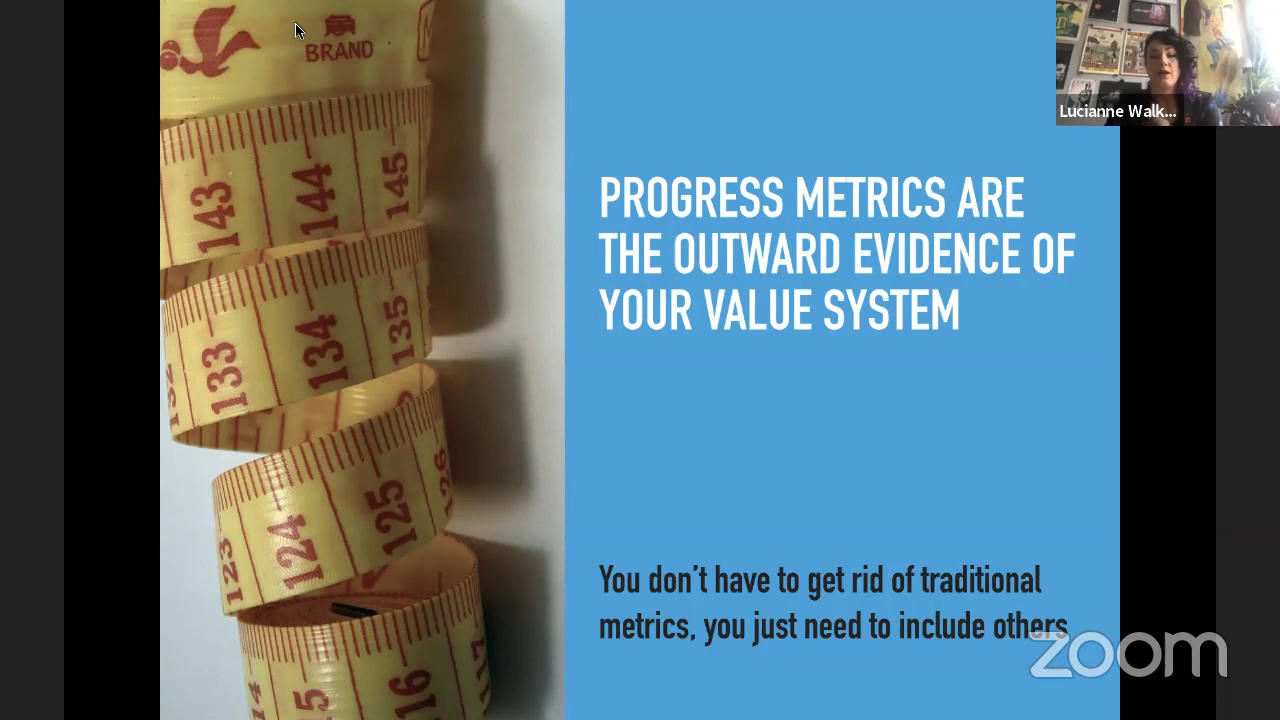 BRAND
Lucianne Walk...
143
144
145
PROGRESS METRICS ARE
THE OUTWARD EVIDENCE OF
YOUR VALUE SYSTEM
133
134
135
124
125
126
123
You don't have to get rid of traditional
metrics, you just need to include others
zoom